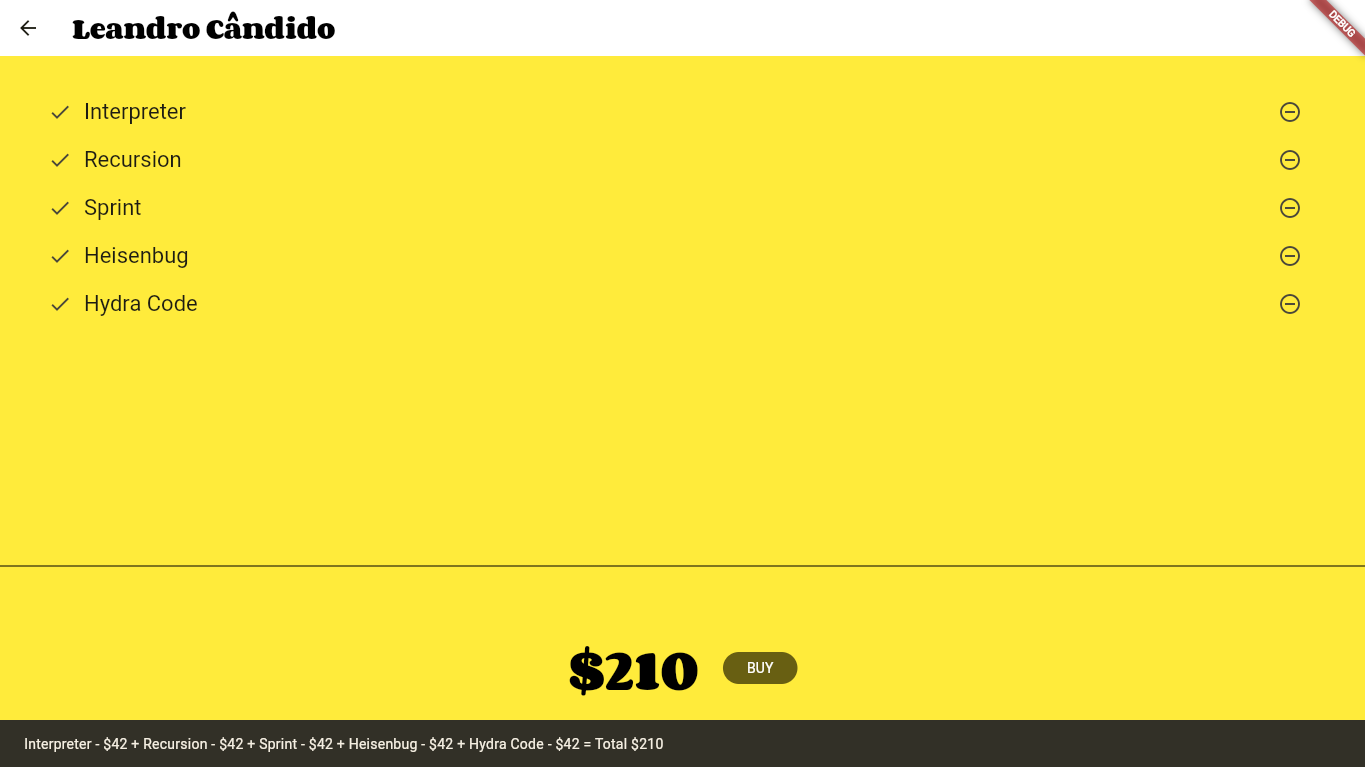 Leandro Cândido
DEBUG
Interpreter
Recursion
Sprint
Heisenbug
Hydra Code
$210
BUY
Interpreter - $42 + Recursion - $42 + Sprint - $42 + Heisenbug - $42 + Hydra Code - $42 = Total $210